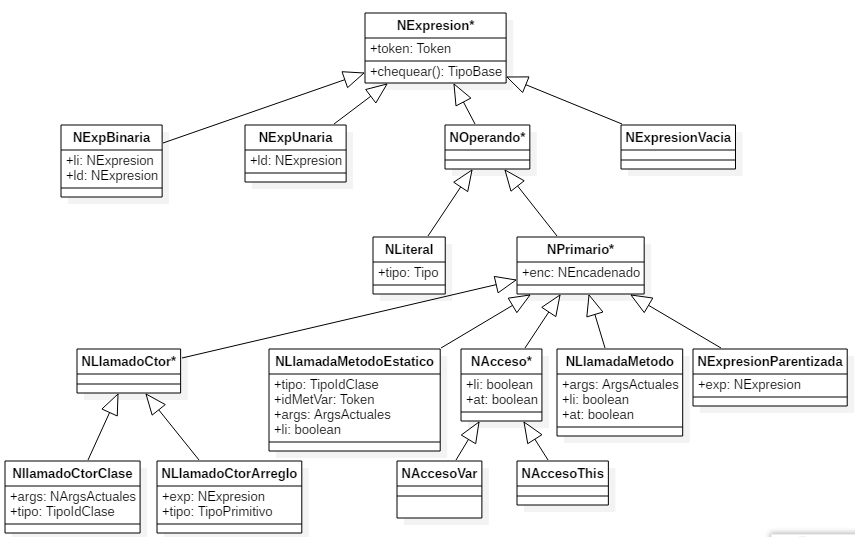 NExpresion*
+token: Token
+chequear(): TipoBase
NExpBinaria
+li: NExpresion
+Ld: NExpresion
NExpUnaria
+ld: NExpresion
NOperando*
NExpresionVacia
NLiteral
+tipo: Tipo
NPrimario*
+enc: NEncadenado
NLlamadoCtor*
NLlamadaMetodoEstatico
+tipo: TipoIdClase
+idMetVar: Token
+args: ArgsActuales
+li: boolean
NAcceso*
+li: boolean
+at: boolean
NLlamadaMetodo
+args: ArgsActuales
+li: boolean
+at: boolean
NExpresionParentizada
+exp: NExpresion
NllamadoCtorClase
+args: NArgsActuales
+tipo: TipoIdClase
NLlamadoCtorArreglo
+exp: NExpresion
+tipo: TipoPrimitivo
NAccesoVar
NAccesoThis